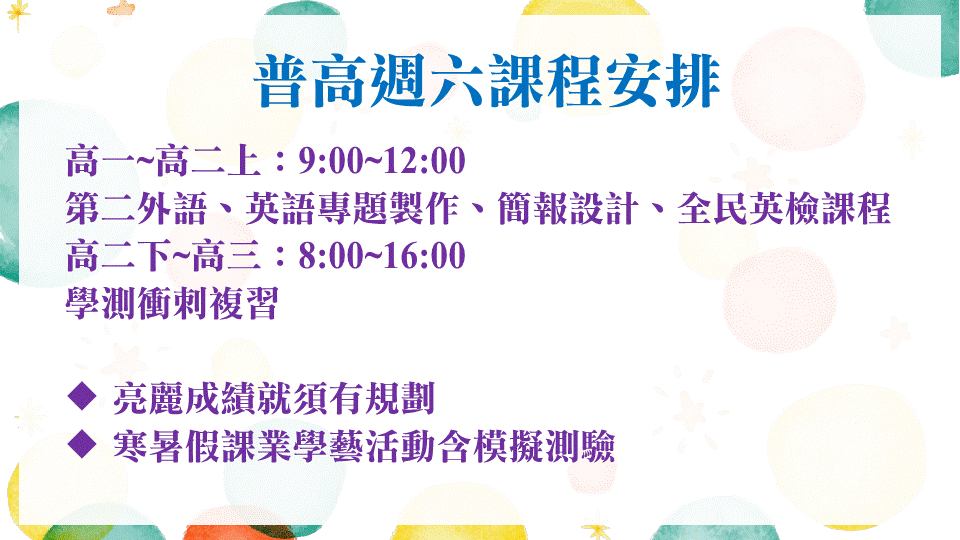 普高週六課程安排
高一~高二上：9:00~12:00
第二外語、英語專題製作、簡報設計、全民英檢課程
高二下~高三：8:00~16:00
學測衝刺複習
◆ 亮麗成績就須有規劃
◆ 寒暑假課業學藝活動含模擬測驗